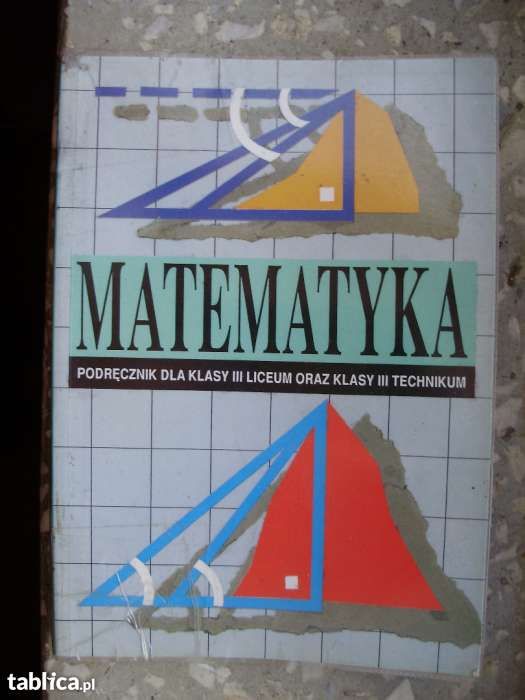 MATEMATYKA
PODRĘCZNIK DLA KLASY III LICEUM ORAZ KLASY III TECHNIKUM
tablica.pl